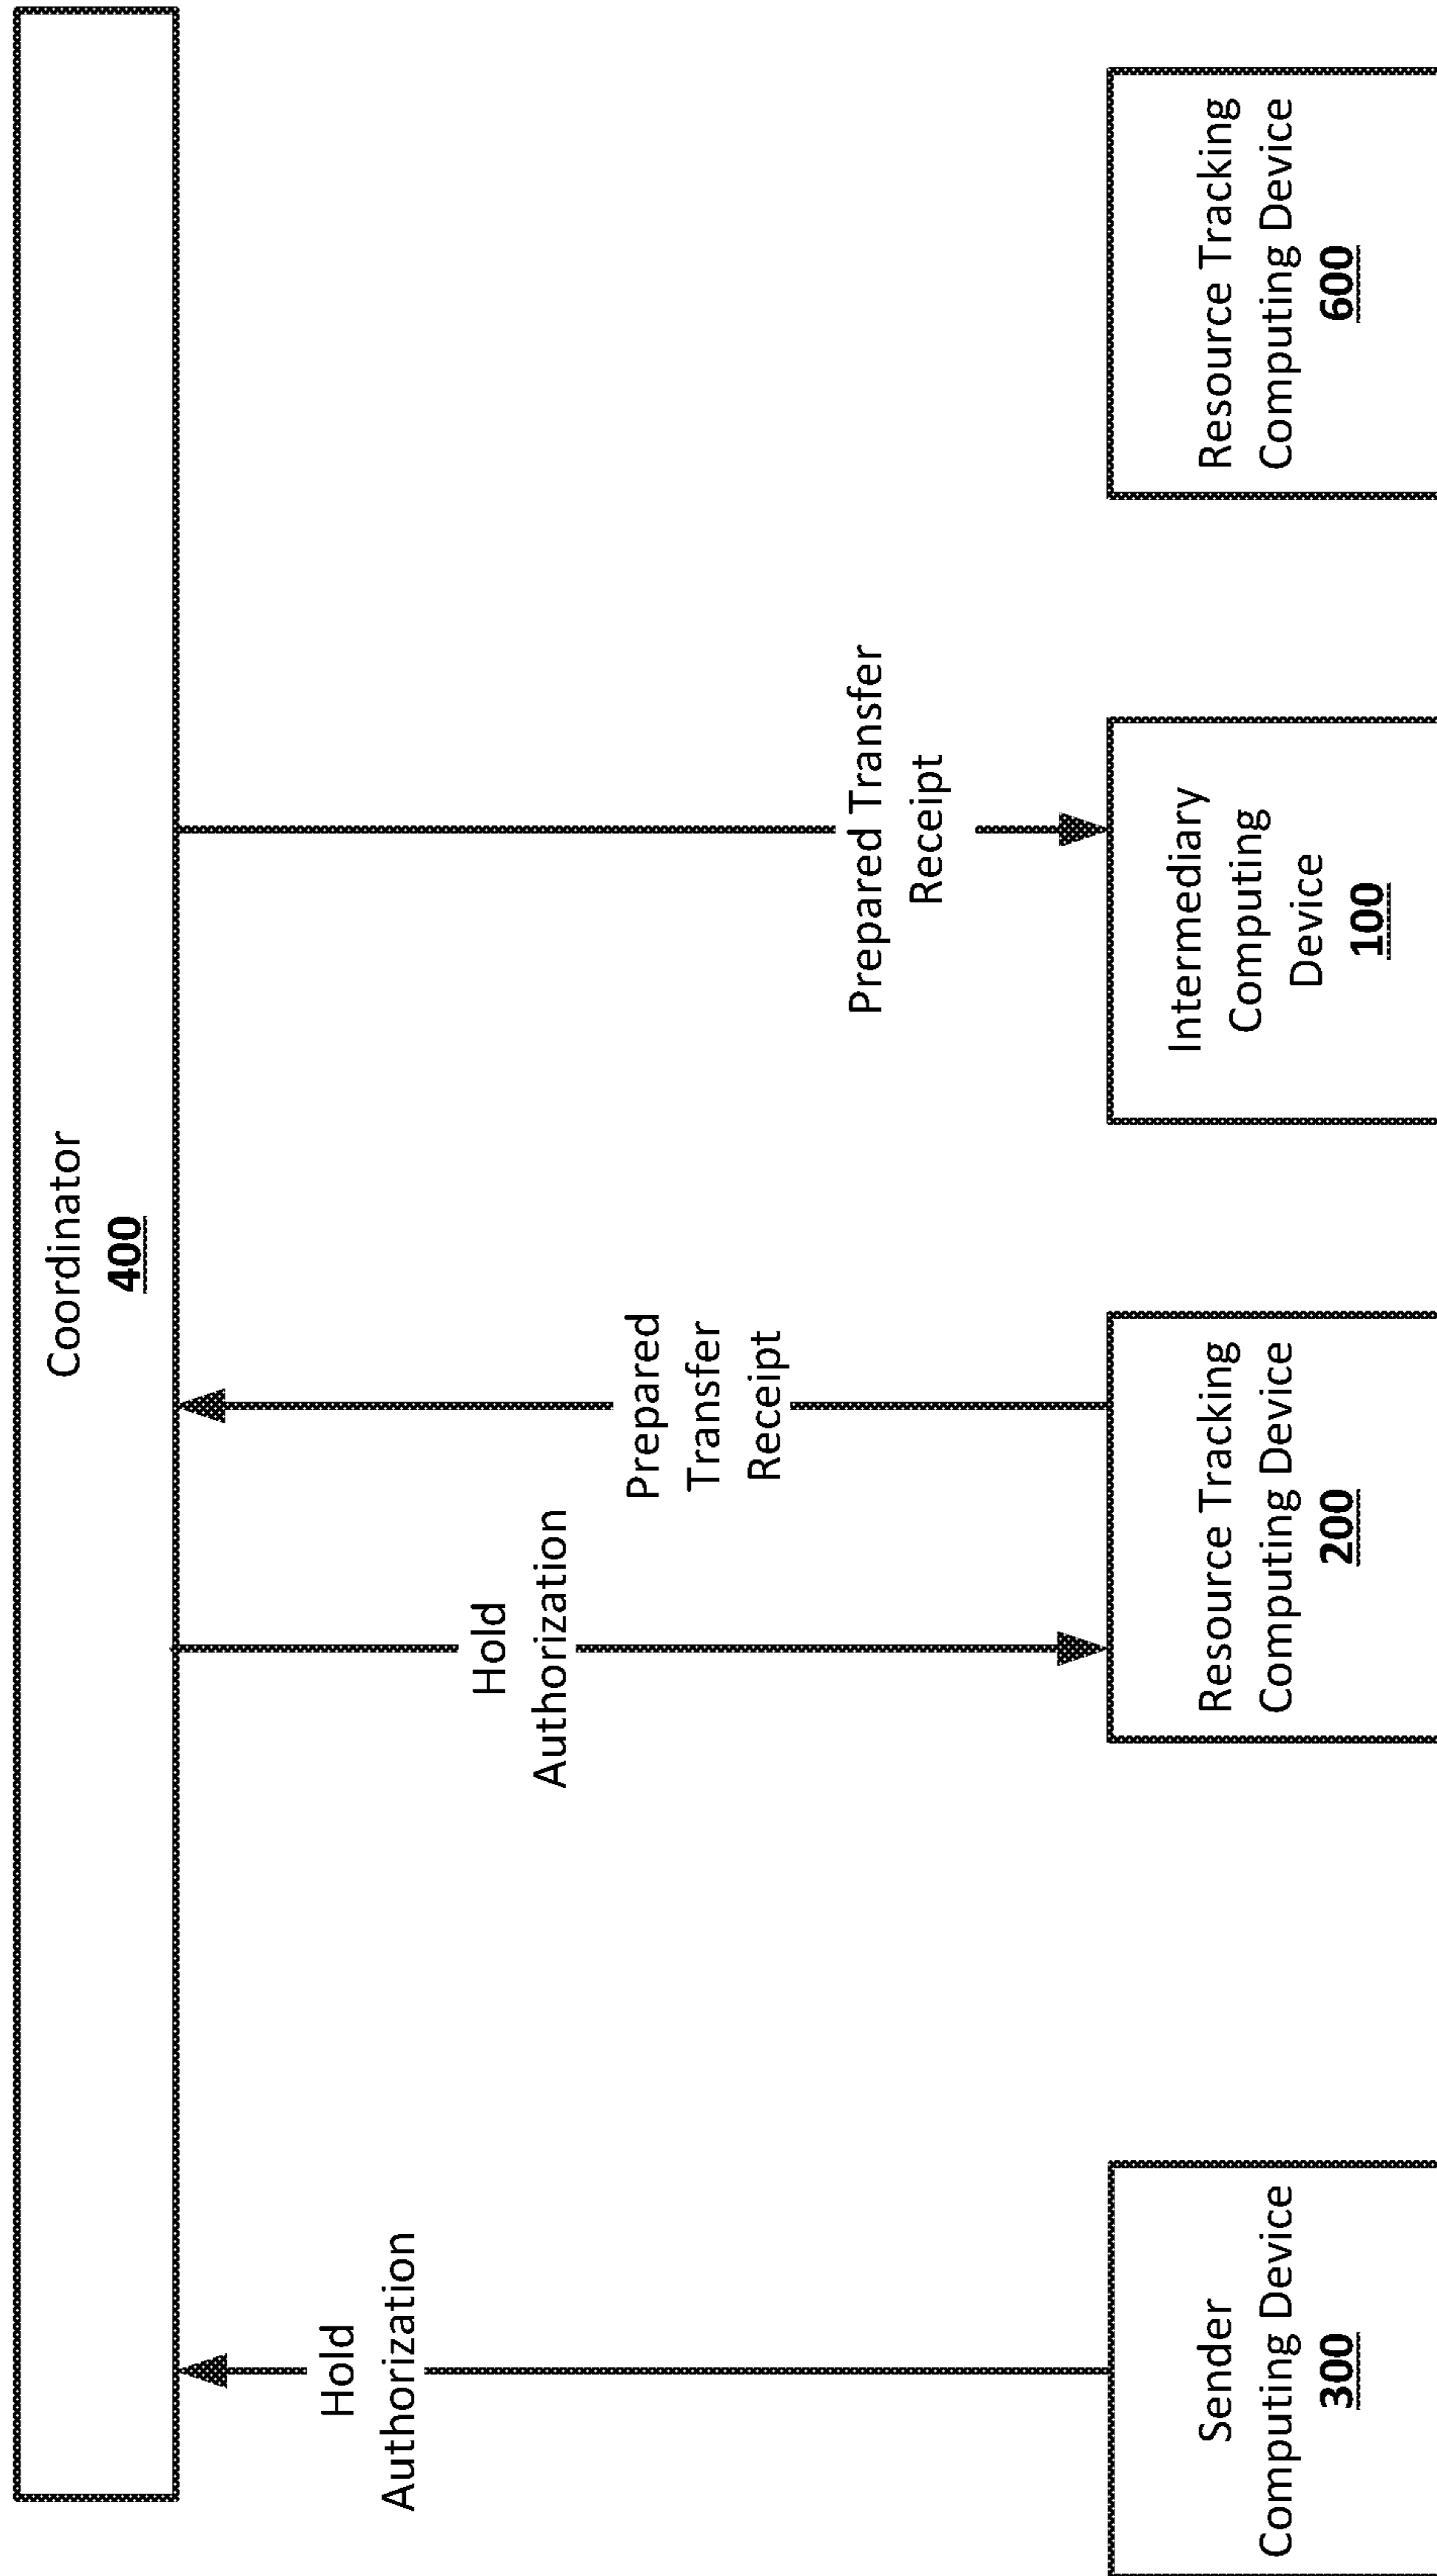 Coordinator
400
Hold
Authorization
Hold
Authorization
Prepared
Transfer
Receipt
Prepared Transfer
Receipt
Sender
Computing Device
300
Resource Tracking
Computing Device
200
Intermediary
Computing
Device
100
Resource Tracking
Computing Device
600